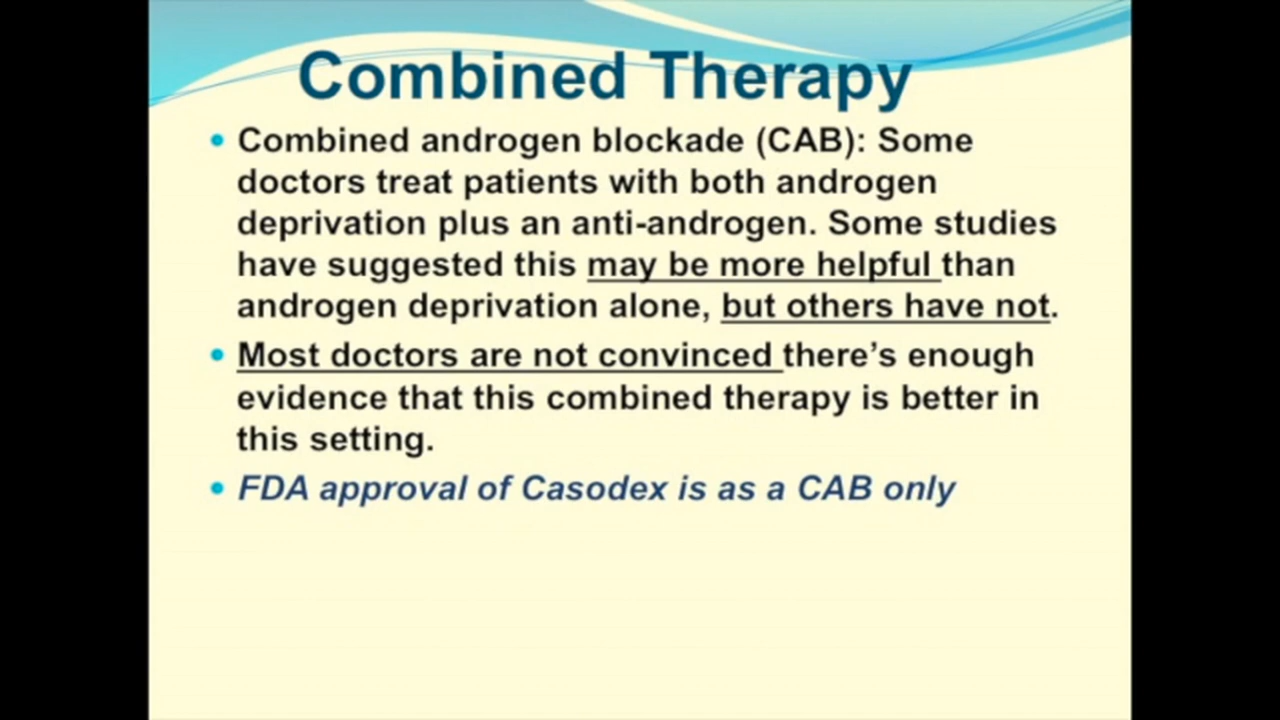 Combined Therapy
Combined androgen blockade (CAB): Some
doctors treat patients with both androgen
deprivation plus an anti-androgen. Some studies
have suggested this may be more helpful than
androgen deprivation alone, but others have not.
Most doctors are not convinced there’s enough
evidence that this combined therapy is better in
this setting.
FDA approval of Casodex is as a CAB only